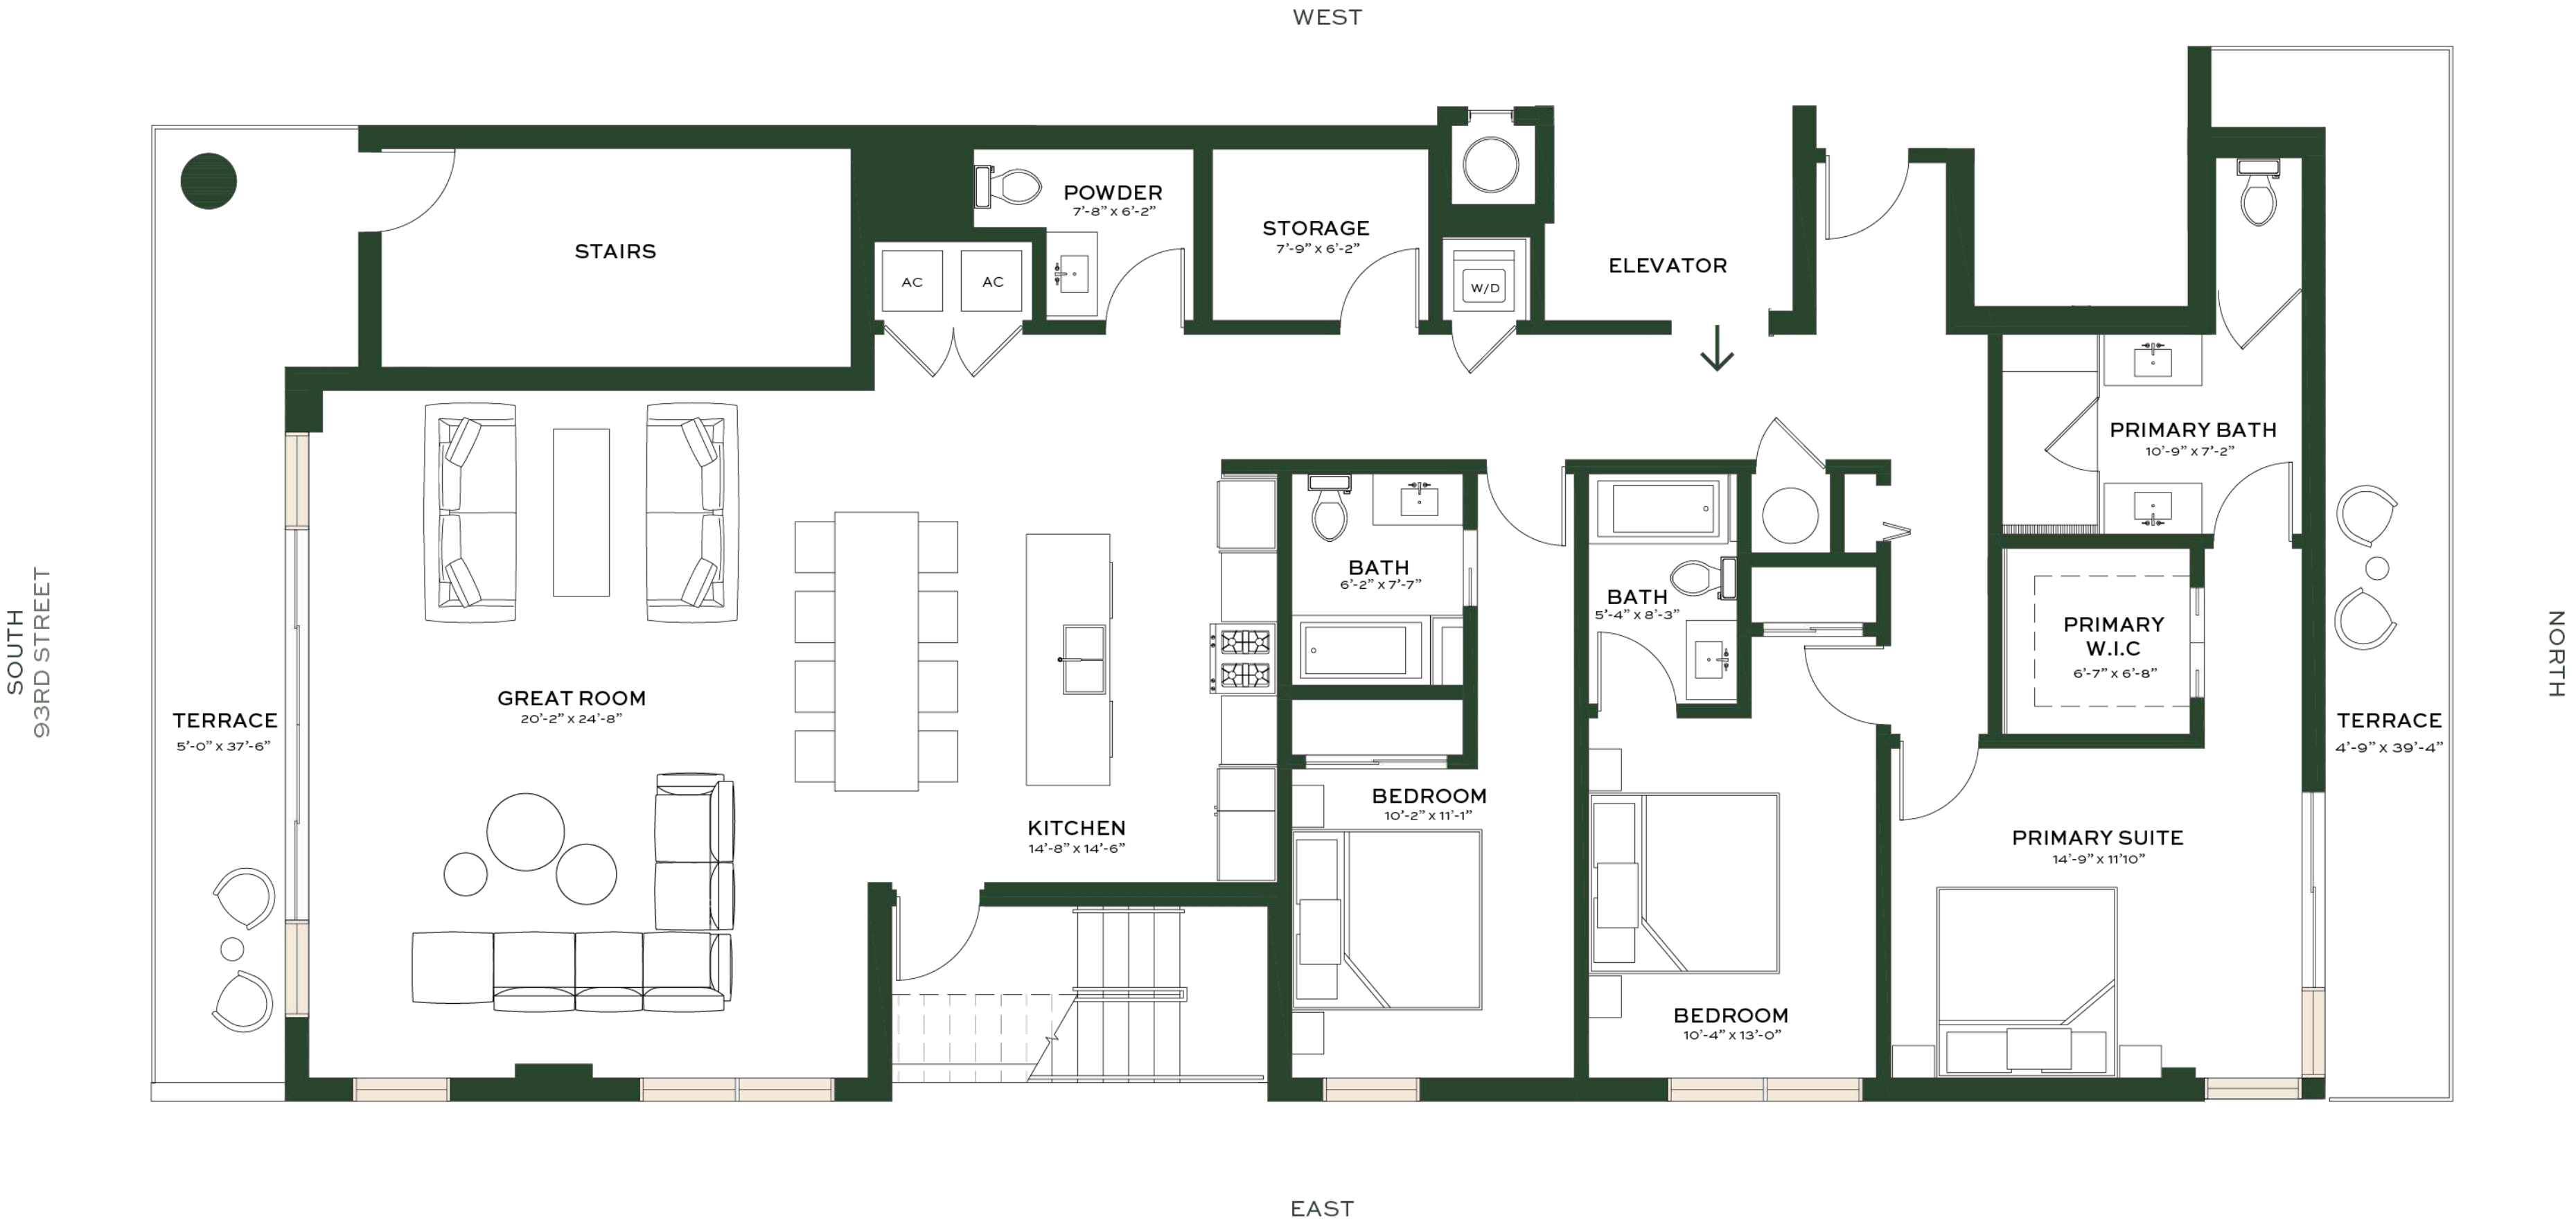 WEST
POWDER
7'-8" x 6'-2"
STORAGE
7'-9" x 6'-2"
STAIRS
ELEVATOR
AC
AC
W/D
PRIMARY BATH
10'-9" x 7'-2"
BATH
6'-2" x 7'-7"
BATH
5'-4" x 8'-3"
PRIMARY
W.I.C
6'-7" x 6'-8"
SOUTH
93RD STREET
NORTH
GREAT ROOM
20'-2" x 24'-8"
TERRACE
5'-0" x 37'-6"
TERRACE
4'-9" x 39'-4"
BEDROOM
10'-2" x 11'-1"
KITCHEN
14'-8" x 14'-6"
PRIMARY SUITE
14'-9" x 11'10"
BEDROOM
10'-4" x 13'-0"
EAST